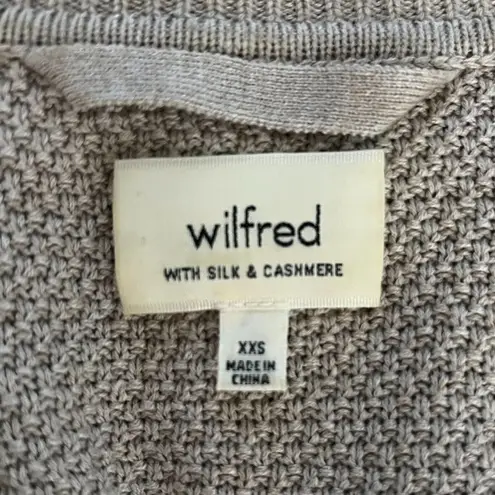 wilfred
WITH SILK & CASHMERE
XXS
MADE IN
CHINA